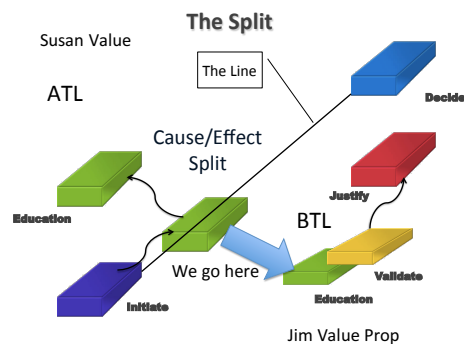 The Split
Susan Value
The Line
ATL
Decide
Cause/Effect
Split
Education
Justify
BTL
We go here
Validate
Initiate
Education
Jim Value Prop